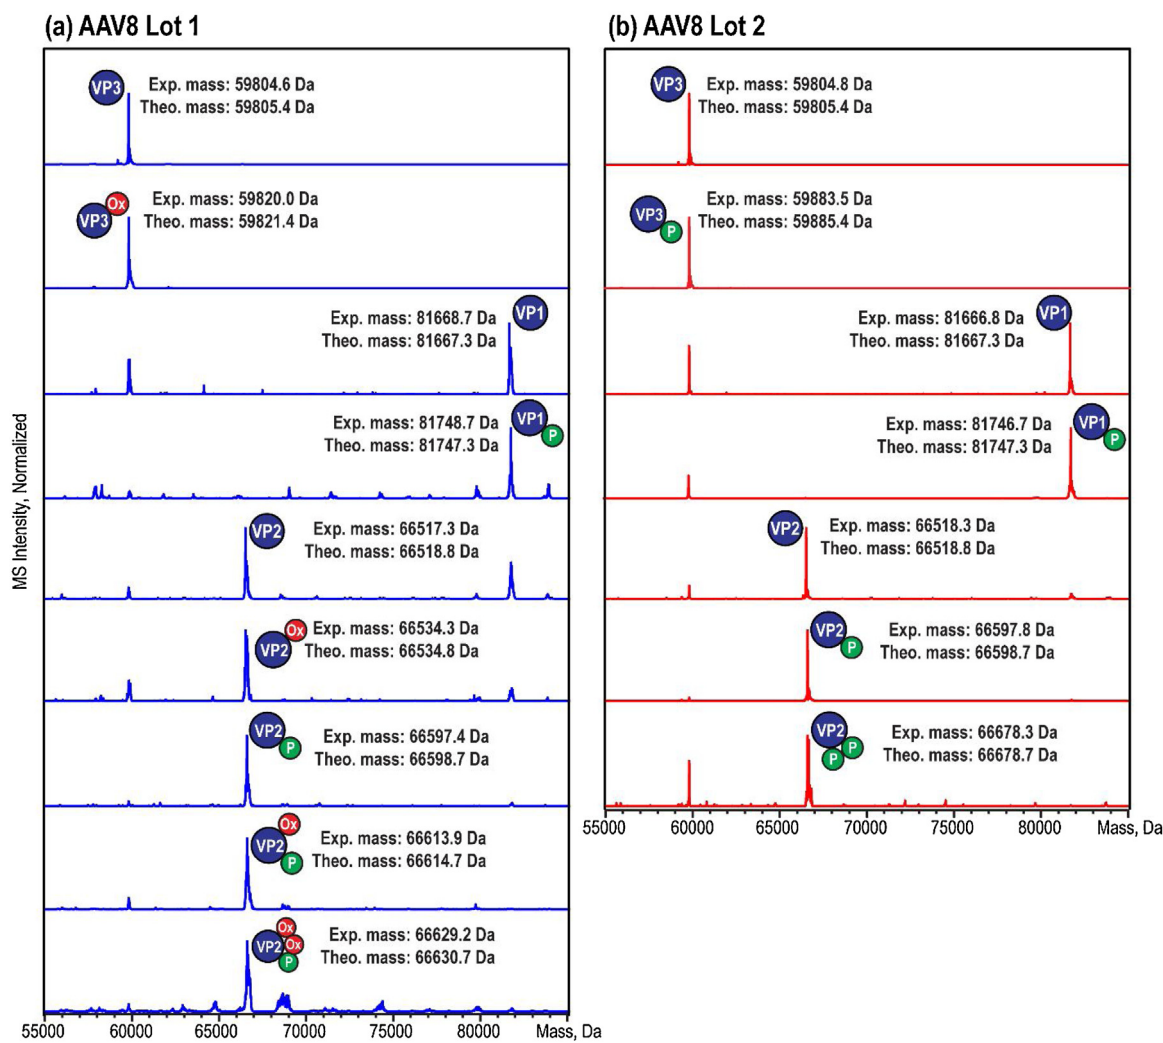 (a) AAV8 Lot 1
VP3
Exp. mass: 59804.6 Da
Theo. mass: 59805.4 Da
Ox
VP3
Exp. mass: 59820.0 Da
Theo. mass: 59821.4 Da
VP1
Exp. mass: 81668.7 Da
Theo. mass: 81667.3 Da
VP1
P
Exp. mass: 81748.7 Da
Theo. mass: 81747.3 Da
VP2
Exp. mass: 66517.3 Da
Theo. mass: 66518.8 Da
Ox
VP2
Exp. mass: 66534.3 Da
Theo. mass: 66534.8 Da
VP2
P
Exp. mass: 66597.4 Da
Theo. mass: 66598.7 Da
Ox
VP2
P
Exp. mass: 66613.9 Da
Theo. mass: 66614.7 Da
Ox
VP2
Ox
P
Exp. mass: 66629.2 Da
Theo. mass: 66630.7 Da
MS Intensity, Normalized
55000 60000 65000 70000 75000 80000 Mass, Da
(b) AAV8 Lot 2
VP3
Exp. mass: 59804.8 Da
Theo. mass: 59805.4 Da
VP3
P
Exp. mass: 59883.5 Da
Theo. mass: 59885.4 Da
VP1
Exp. mass: 81666.8 Da
Theo. mass: 81667.3 Da
VP1
P
Exp. mass: 81746.7 Da
Theo. mass: 81747.3 Da
VP2
Exp. mass: 66518.3 Da
Theo. mass: 66518.8 Da
VP2
P
Exp. mass: 66597.8 Da
Theo. mass: 66598.7 Da
VP2
P
P
Exp. mass: 66678.3 Da
Theo. mass: 66678.7 Da
55000 60000 65000 70000 75000 80000 Mass, Da